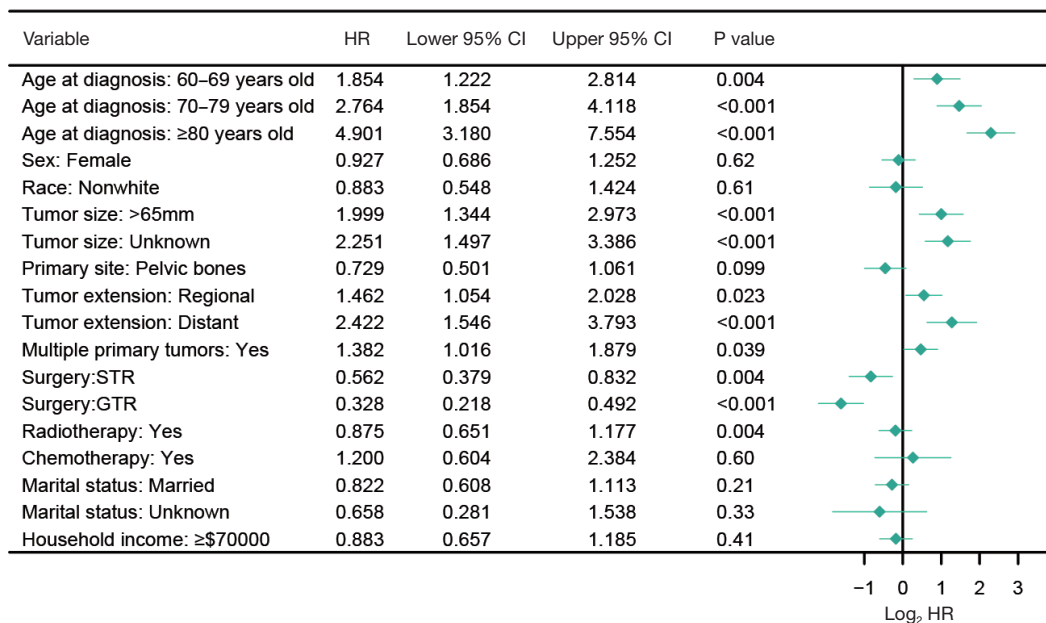 Variable HR Lower 95% CI Upper 95% CI P value
Age at diagnosis: 60–69 years old 1.854 1.222 2.814 0.004
Age at diagnosis: 70–79 years old 2.764 1.854 4.118 <0.001
Age at diagnosis: ≥80 years old 4.901 3.180 7.554 <0.001
Sex: Female 0.927 0.686 1.252 0.62
Race: Nonwhite 0.883 0.548 1.424 0.61
Tumor size: >65mm 1.999 1.344 2.973 <0.001
Tumor size: Unknown 2.251 1.497 3.386 <0.001
Primary site: Pelvic bones 0.729 0.501 1.061 0.099
Tumor extension: Regional 1.462 1.054 2.028 0.023
Tumor extension: Distant 2.422 1.546 3.793 <0.001
Multiple primary tumors: Yes 1.382 1.016 1.879 0.039
Surgery:STR 0.562 0.379 0.832 0.004
Surgery:GTR 0.328 0.218 0.492 <0.001
Radiotherapy: Yes 0.875 0.651 1.177 0.004
Chemotherapy: Yes 1.200 0.604 2.384 0.60
Marital status: Married 0.822 0.608 1.113 0.21
Marital status: Unknown 0.658 0.281 1.538 0.33
Household income: ≥$70000 0.883 0.657 1.185 0.41
−1 0 1 2 3
Log₂ HR